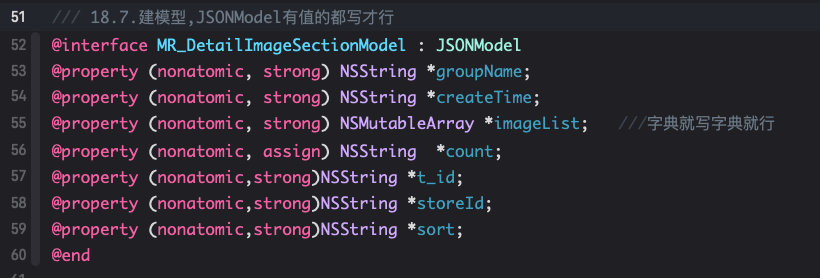 51 /// 18.7.建模型,JSONModel有值的都写才行
52 @interface MR_DetailImageSectionModel : JSONModel
53 @property (nonatomic, strong) NSString *groupName;
54 @property (nonatomic, strong) NSString *createTime;
55 @property (nonatomic, strong) NSMutableArray *imageList;   ///字典就写字典就行
56 @property (nonatomic, assign) NSString  *count;
57 @property (nonatomic,strong)NSString *t_id;
58 @property (nonatomic,strong)NSString *storeId;
59 @property (nonatomic,strong)NSString *sort;
60 @end